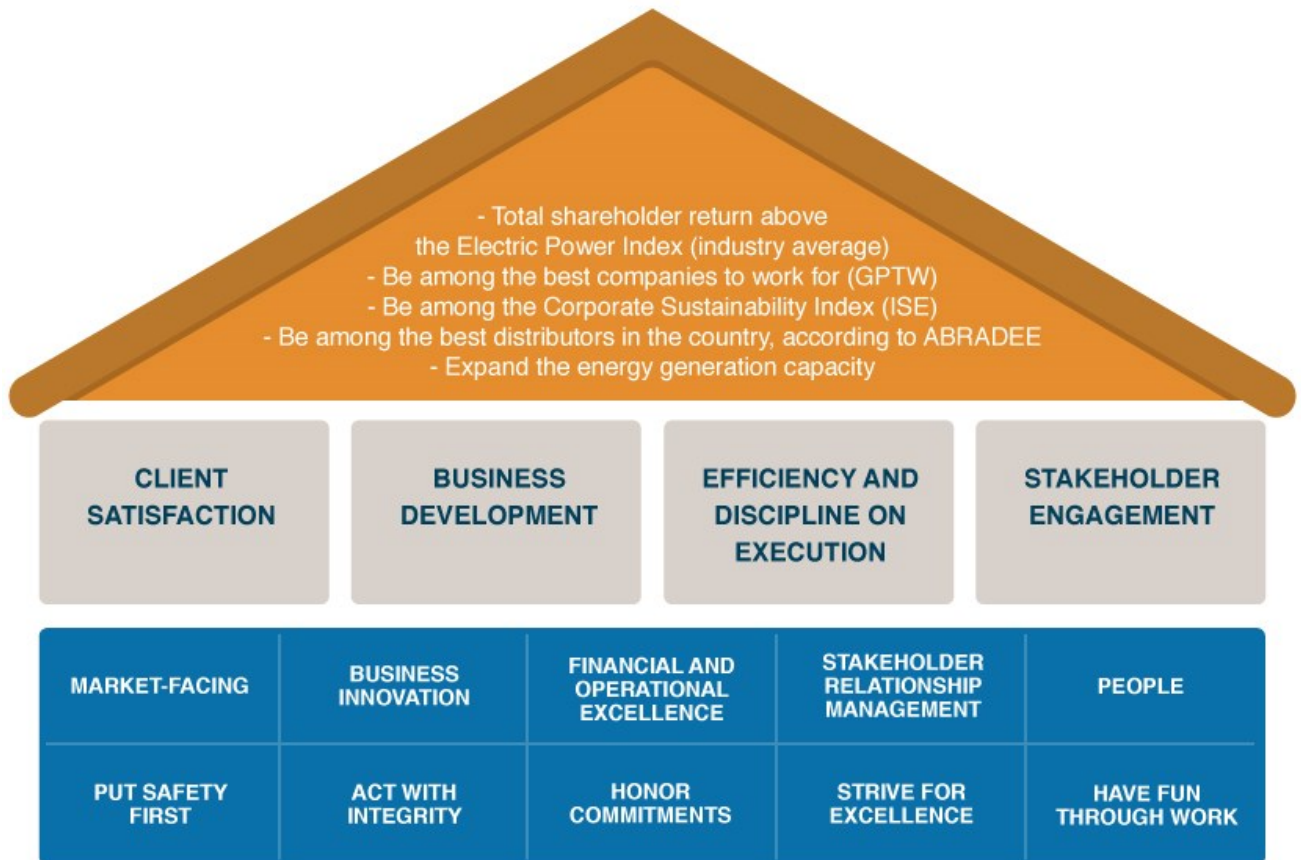 - Total shareholder return above
the Electric Power Index (industry average)
- Be among the best companies to work for (GPTW)
- Be among the Corporate Sustainability Index (ISE)
- Be among the best distributors in the country, according to ABRADEE
- Expand the energy generation capacity
CLIENT
SATISFACTION
BUSINESS
DEVELOPMENT
EFFICIENCY AND
DISCIPLINE ON
EXECUTION
STAKEHOLDER
ENGAGEMENT
MARKET-FACING
BUSINESS
INNOVATION
FINANCIAL AND
OPERATIONAL
EXCELLENCE
STAKEHOLDER
RELATIONSHIP
MANAGEMENT
PEOPLE
PUT SAFETY
FIRST
ACT WITH
INTEGRITY
HONOR
COMMITMENTS
STRIVE FOR
EXCELLENCE
HAVE FUN
THROUGH WORK